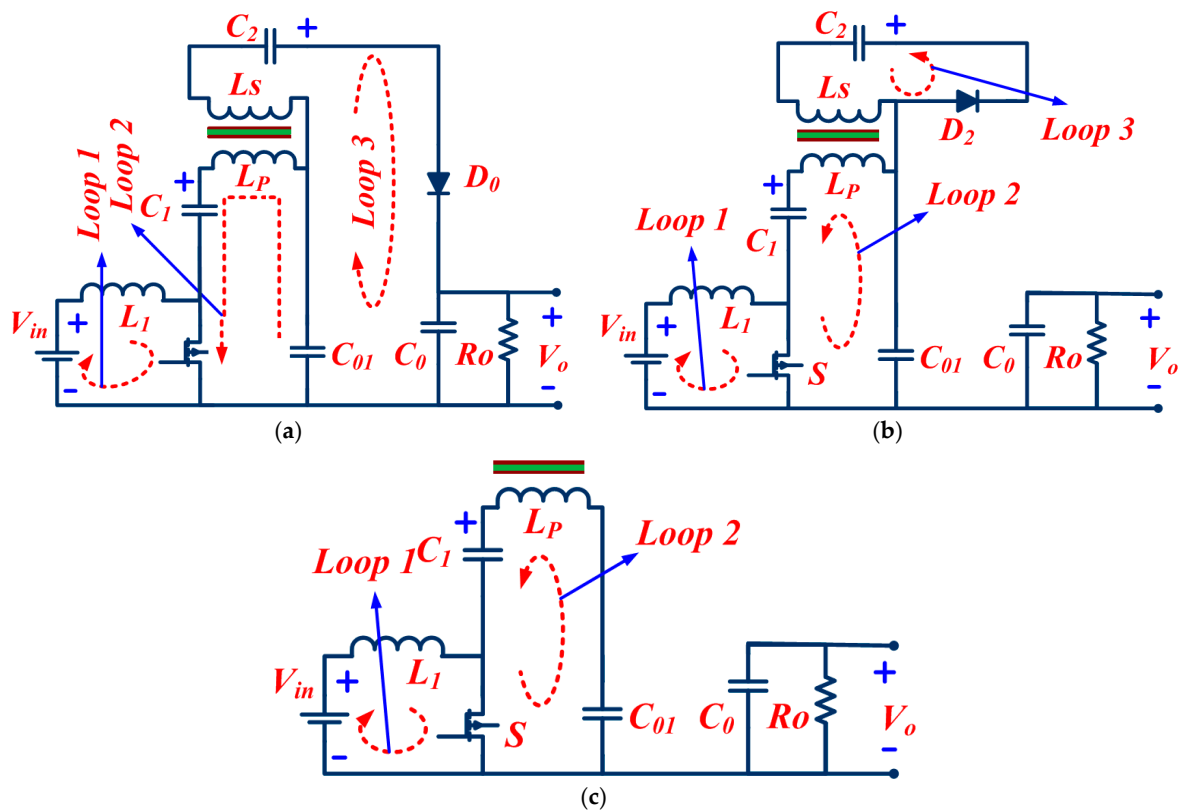 C2
+
Ls
Loop 1
Loop 2
LP
+
C1
Loop 3
D0
Vin
+
L1
−
C01
C0
Ro
+
Vo
−
(a)
C2
+
Ls
D2
Loop 3
LP
+
C1
Loop 2
Loop 1
Vin
+
L1
−
S
C01
C0
Ro
+
Vo
−
(b)
LP
+
C1
Loop 2
Loop 1
Vin
+
L1
−
S
C01
C0
Ro
+
Vo
−
(c)